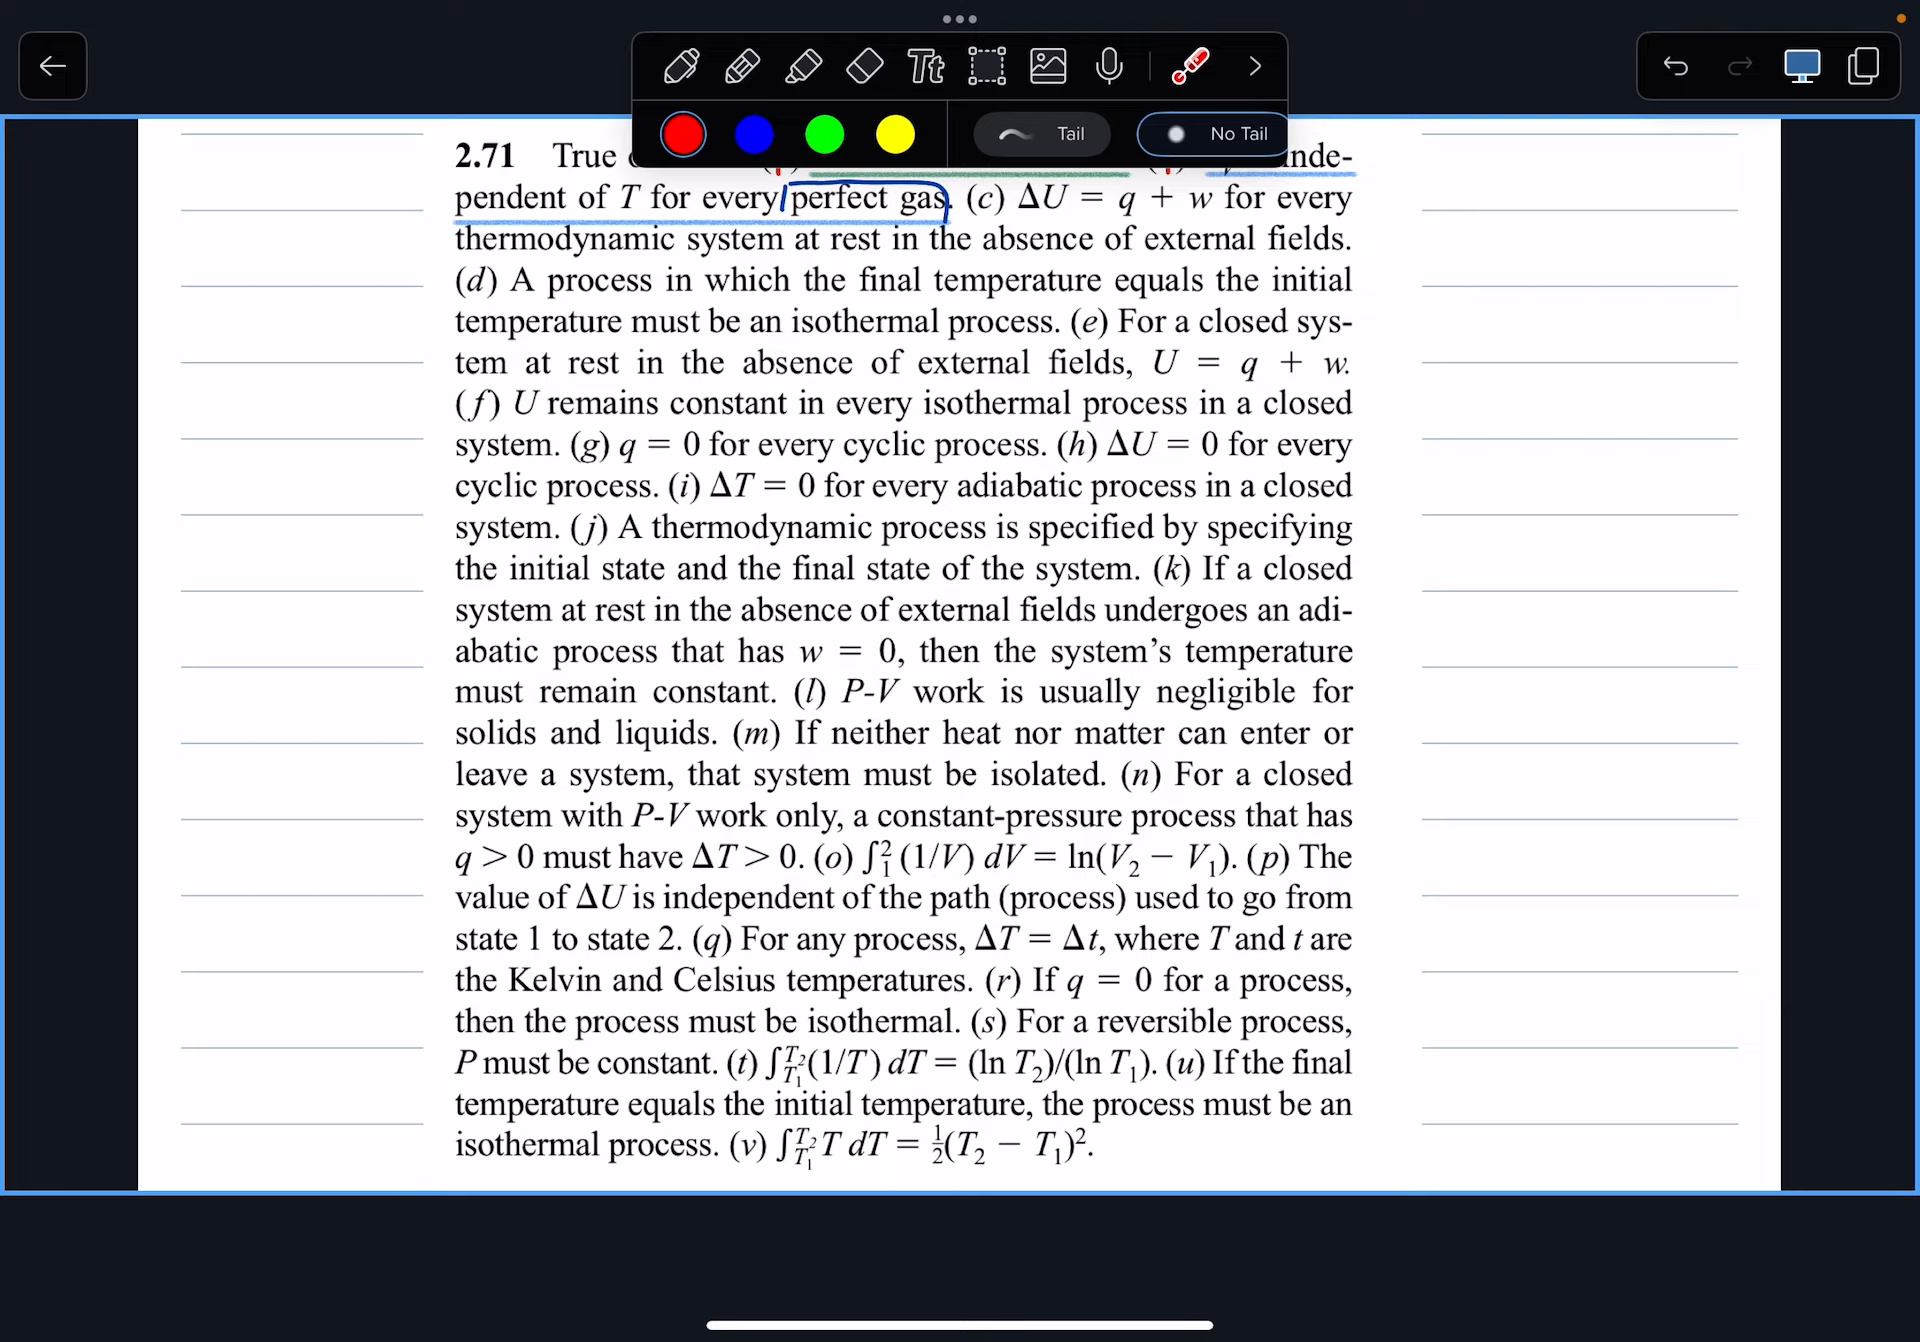 Tt
Tail
No Tail
2.71 True
inde-
pendent of T for every perfect gas. (c) ΔU = q + w for every
thermodynamic system at rest in the absence of external fields.
(d) A process in which the final temperature equals the initial
temperature must be an isothermal process. (e) For a closed sys-
tem at rest in the absence of external fields, U = q + w.
(f) U remains constant in every isothermal process in a closed
system. (g) q = 0 for every cyclic process. (h) ΔU = 0 for every
cyclic process. (i) ΔT = 0 for every adiabatic process in a closed
system. (j) A thermodynamic process is specified by specifying
the initial state and the final state of the system. (k) If a closed
system at rest in the absence of external fields undergoes an adi-
abatic process that has w = 0, then the system’s temperature
must remain constant. (l) P-V work is usually negligible for
solids and liquids. (m) If neither heat nor matter can enter or
leave a system, that system must be isolated. (n) For a closed
system with P-V work only, a constant-pressure process that has
q > 0 must have ΔT > 0. (o) ∫₁² (1/V) dV = ln(V₂ − V₁). (p) The
value of ΔU is independent of the path (process) used to go from
state 1 to state 2. (q) For any process, ΔT = Δt, where T and t are
the Kelvin and Celsius temperatures. (r) If q = 0 for a process,
then the process must be isothermal. (s) For a reversible process,
P must be constant. (t) ∫_{T₁}^{T₂}(1/T) dT = (ln T₂)/(ln T₁). (u) If the final
temperature equals the initial temperature, the process must be an
isothermal process. (v) ∫_{T₁}^{T₂} T dT = ½(T₂ − T₁)².